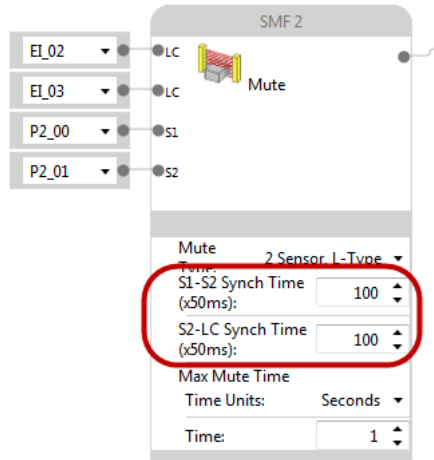 SMF 2
EI_02
LC
EI_03
LC
Mute
P2_00
S1
P2_01
S2
Mute
Type: 2 Sensor, L-Type
S1-S2 Synch Time
(x50ms): 100
S2-LC Synch Time
(x50ms): 100
Max Mute Time
Time Units: Seconds
Time: 1